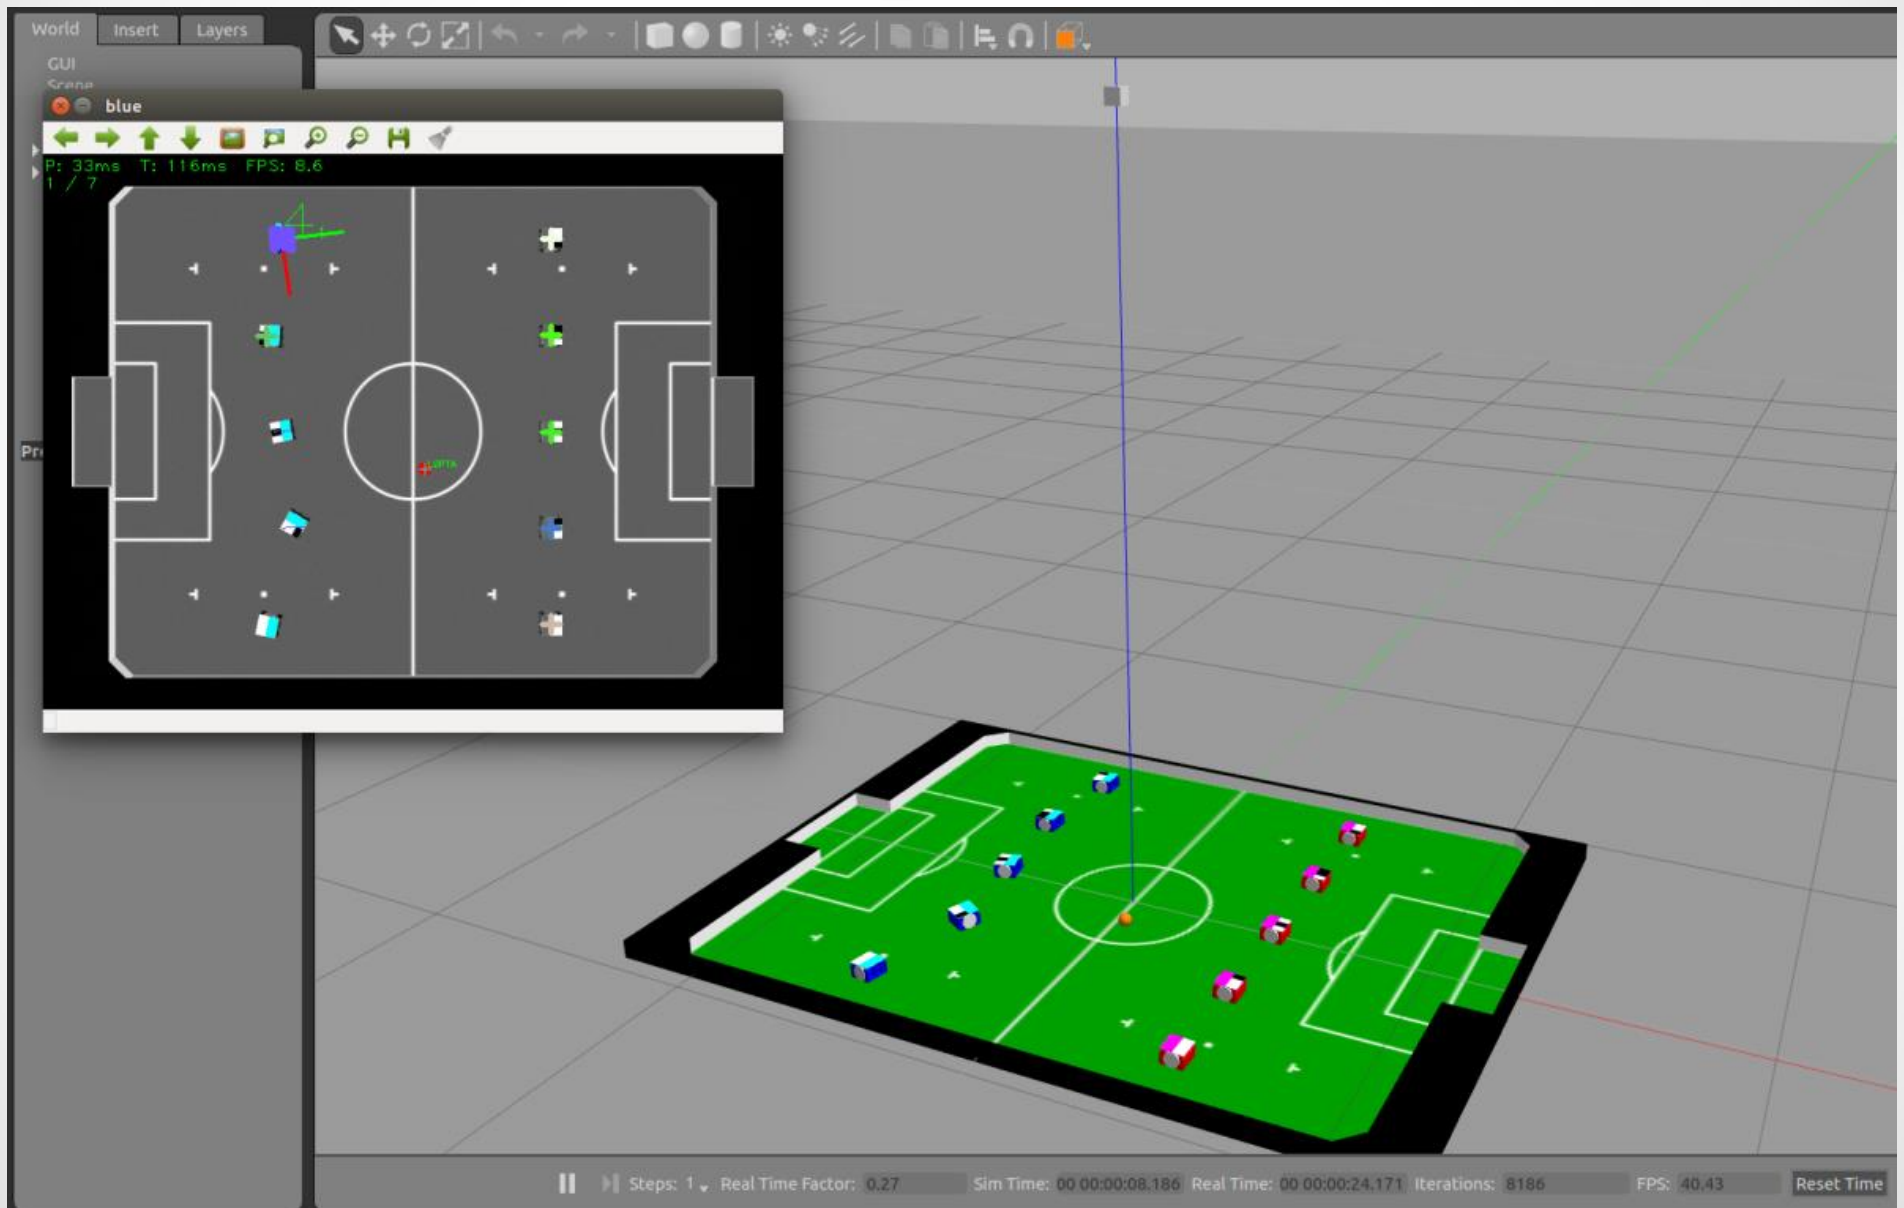 World Insert Layers
GUI
Scene
blue
P: 33ms T: 116ms FPS: 8.6
1 / 7
LOPTA
Steps: 1 Real Time Factor: 0.27 Sim Time: 00 00:00:08.186 Real Time: 00 00:00:24.171 Iterations: 8186 FPS: 40.43 Reset Time